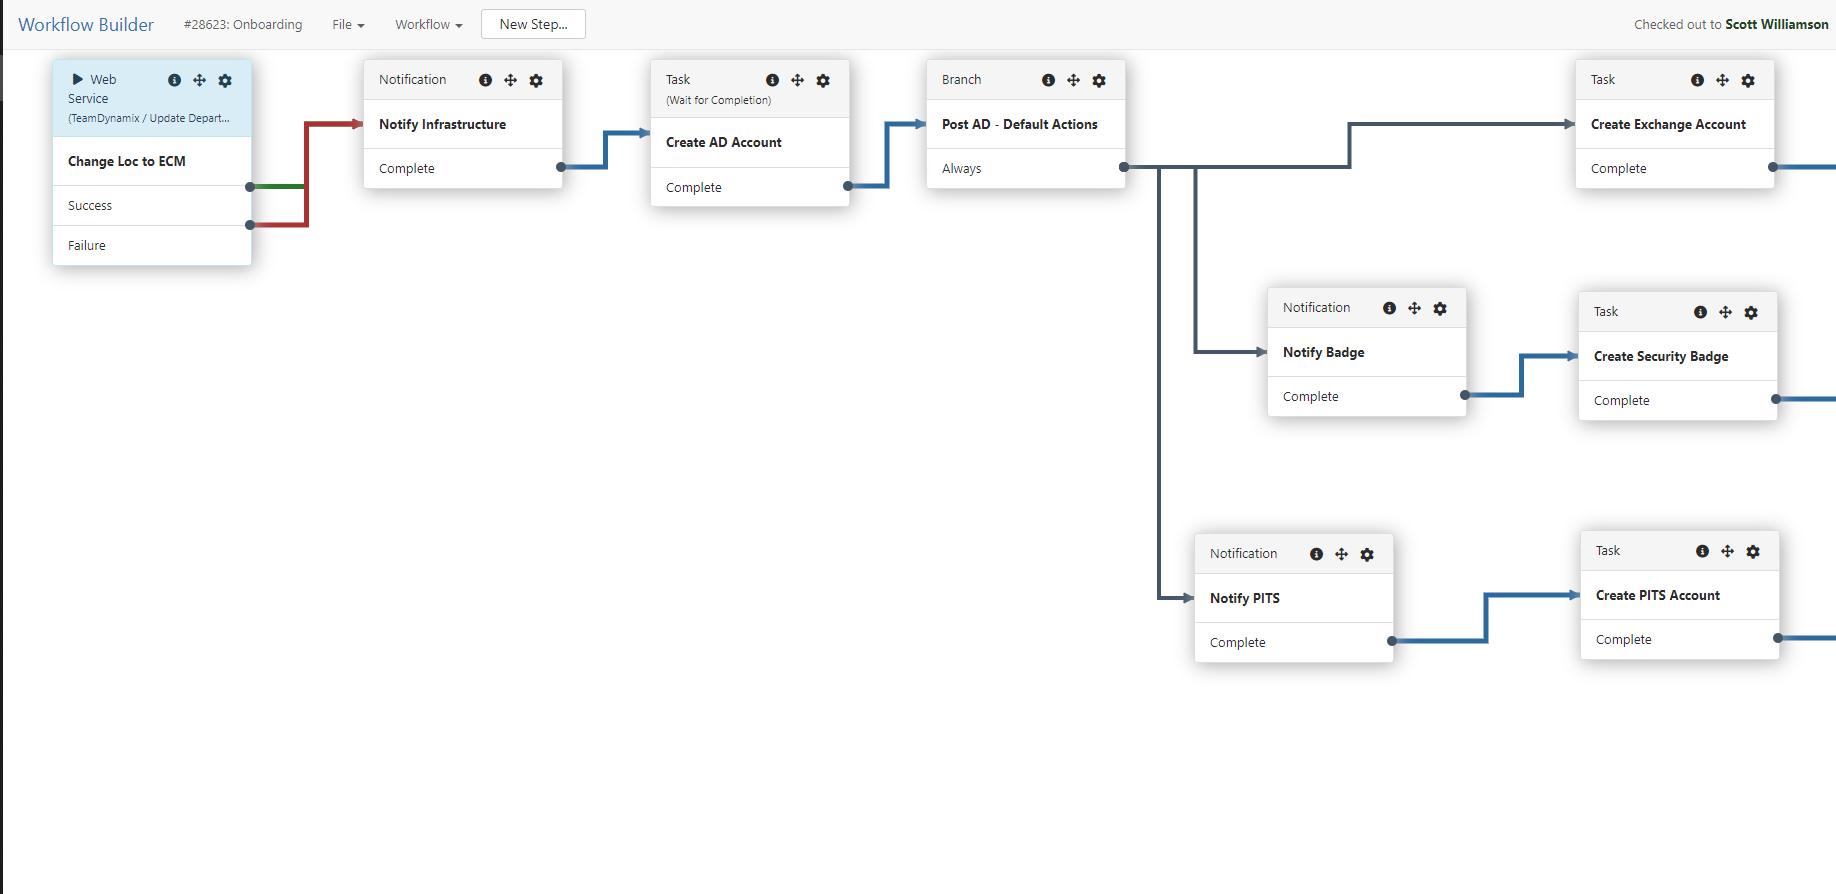 Workflow Builder #28623: Onboarding File Workflow New Step... Checked out to Scott Williamson
Web Service
(TeamDynamix / Update Depart...
Change Loc to ECM
Success
Failure
Notification
Notify Infrastructure
Complete
Task
(Wait for Completion)
Create AD Account
Complete
Branch
Post AD - Default Actions
Always
Task
Create Exchange Account
Complete
Notification
Notify Badge
Complete
Task
Create Security Badge
Complete
Notification
Notify PITS
Complete
Task
Create PITS Account
Complete